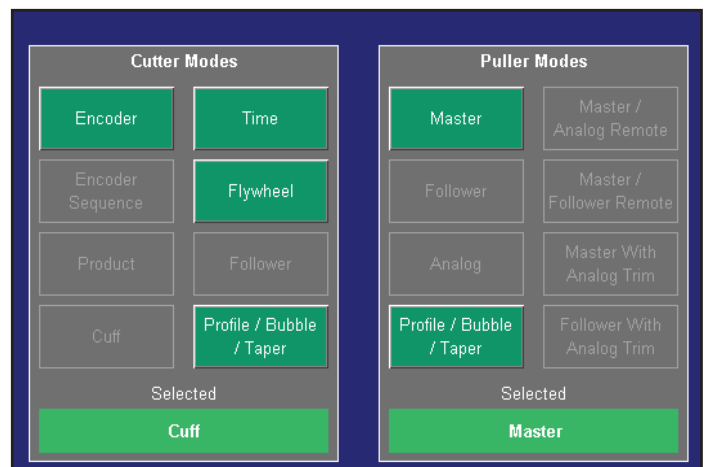 Cutter Modes
Encoder
Time
Encoder
Sequence
Flywheel
Product
Follower
Cuff
Profile / Bubble
/ Taper
Selected
Cuff
Puller Modes
Master
Master /
Analog Remote
Follower
Master /
Follower Remote
Analog
Master With
Analog Trim
Profile / Bubble
/ Taper
Follower With
Analog Trim
Selected
Master